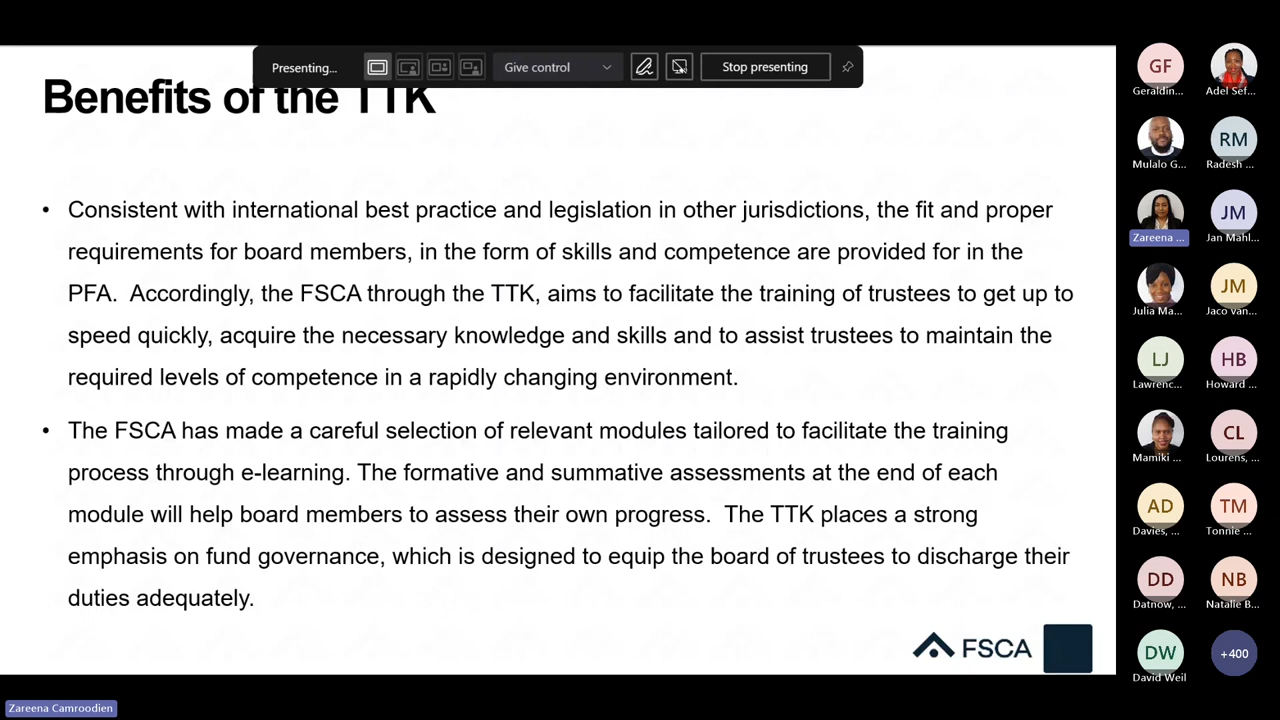 Presenting...
Give control
Stop presenting
Benefits of the TTK
• Consistent with international best practice and legislation in other jurisdictions, the fit and proper
requirements for board members, in the form of skills and competence are provided for in the
PFA.  Accordingly, the FSCA through the TTK, aims to facilitate the training of trustees to get up to
speed quickly, acquire the necessary knowledge and skills and to assist trustees to maintain the
required levels of competence in a rapidly changing environment.
• The FSCA has made a careful selection of relevant modules tailored to facilitate the training
process through e-learning. The formative and summative assessments at the end of each
module will help board members to assess their own progress.  The TTK places a strong
emphasis on fund governance, which is designed to equip the board of trustees to discharge their
duties adequately.
FSCA
GF
Geraldin...
Adel Sef...
Mulalo G...
RM
Radesh ...
Zareena ...
JM
Jan Mahl...
Julia Ma...
JM
Jaco van...
LJ
Lawrenc...
HB
Howard ...
Mamiki ...
CL
Lourens, ...
AD
Davies, ...
TM
Tonnie ...
DD
Datnow, ...
NB
Natalie B...
DW
David Weil
+400
Zareena Camroodien